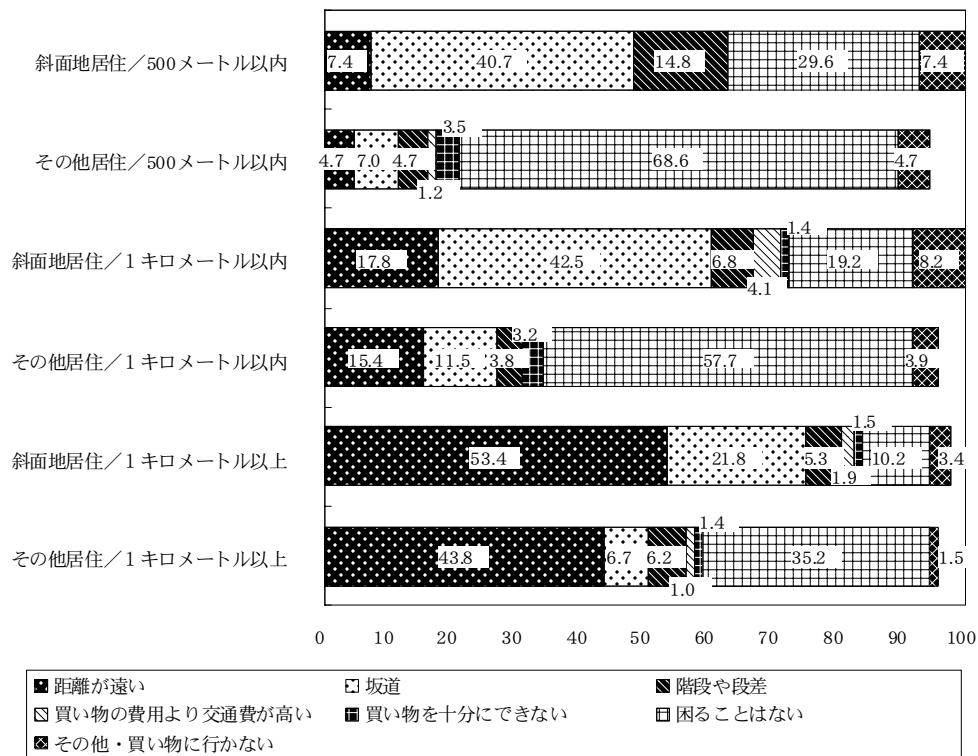 斜面地居住／500メートル以内
7.4 40.7 14.8 29.6 7.4
その他居住／500メートル以内
4.7 7.0 4.7 1.2 3.5 68.6 4.7
斜面地居住／1キロメートル以内
17.8 42.5 6.8 4.1 1.4 19.2 8.2
その他居住／1キロメートル以内
15.4 11.5 3.8 3.2 57.7 3.9
斜面地居住／1キロメートル以上
53.4 21.8 5.3 1.9 1.5 10.2 3.4
その他居住／1キロメートル以上
43.8 6.7 6.2 1.0 1.4 35.2 1.5
0 10 20 30 40 50 60 70 80 90 100
距離が遠い 坂道 階段や段差
買い物の費用より交通費が高い 買い物を十分にできない 困ることはない
その他・買い物に行かない